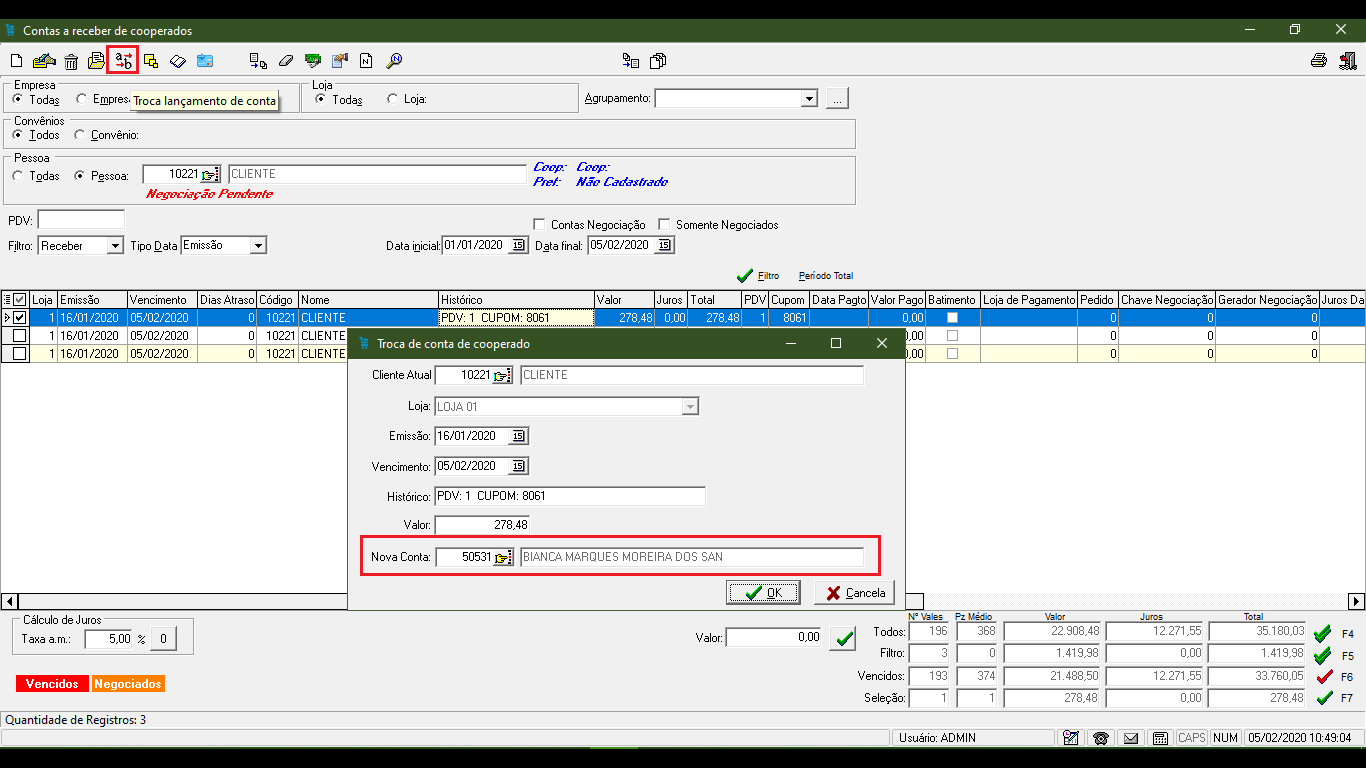 Contas a receber de cooperados
a b
Empresa
Todas Empres
Troca lançamento de conta
Loja
Todas Loja:
Agrupamento: ...
Convênios
Todos Convênio:
Pessoa
Todas Pessoa: 10221 CLIENTE
Coop: Coop:
Pref: Não Cadastrado
Negociação Pendente
PDV:
Contas Negociação Somente Negociados
Filtro: Receber Tipo Data Emissão Data inicial: 01/01/2020 15 Data final: 05/02/2020 15
Filtro Período Total
Loja Emissão Vencimento Dias Atraso Código Nome Histórico Valor Juros Total PDV Cupom Data Pagto Valor Pago Batimento Loja de Pagamento Pedido Chave Negociação Gerador Negociação Juros Da
1 16/01/2020 05/02/2020 0 10221 CLIENTE PDV: 1 CUPOM: 8061 278,48 0,00 278,48 1 8061 0,00 0 0 0
1 16/01/2020 05/02/2020 0 10221 CLIENTE 0,00 0 0 0
1 16/01/2020 05/02/2020 0 10221 CLIENTE 0,00 0 0 0
Troca de conta de cooperado
Cliente Atual 10221 CLIENTE
Loja: LOJA 01
Emissão: 16/01/2020 15
Vencimento: 05/02/2020 15
Histórico: PDV: 1 CUPOM: 8061
Valor: 278,48
Nova Conta: 50531 BIANCA MARQUES MOREIRA DOS SAN
OK Cancela
Cálculo de Juros
Taxa a.m.: 5,00 % 0
Valor: 0,00
Nº Vales Pz Médio Valor Juros Total
Todos: 196 368 22.908,48 12.271,55 35.180,03 F4
Filtro: 3 0 1.419,98 0,00 1.419,98 F5
Vencidos: 193 374 21.488,50 12.271,55 33.760,05 F6
Seleção: 1 1 278,48 0,00 278,48 F7
Vencidos Negociados
Quantidade de Registros: 3
Usuário: ADMIN CAPS NUM 05/02/2020 10:49:04